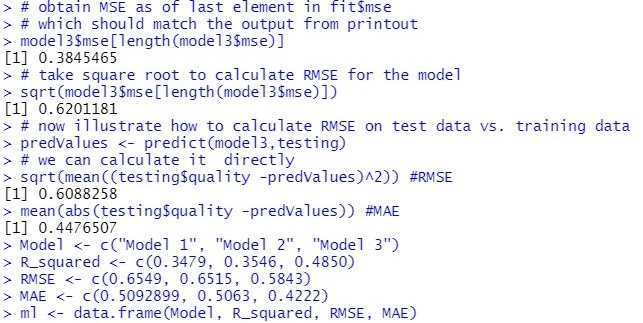 > # obtain MSE as of last element in fit$mse
> # which should match the output from printout
> model3$mse[length(model3$mse)]
[1] 0.3845465
> # take square root to calculate RMSE for the model
> sqrt(model3$mse[length(model3$mse)])
[1] 0.6201181
> # now illustrate how to calculate RMSE on test data vs. training data
> predValues <- predict(model3,testing)
> # we can calculate it  directly
> sqrt(mean((testing$quality -predValues)^2)) #RMSE
[1] 0.6088258
> mean(abs(testing$quality -predValues)) #MAE
[1] 0.4476507
> Model <- c("Model 1", "Model 2", "Model 3")
> R_squared <- c(0.3479, 0.3546, 0.4850)
> RMSE <- c(0.6549, 0.6515, 0.5843)
> MAE <- c(0.5092899, 0.5063, 0.4222)
> ml <- data.frame(Model, R_squared, RMSE, MAE)